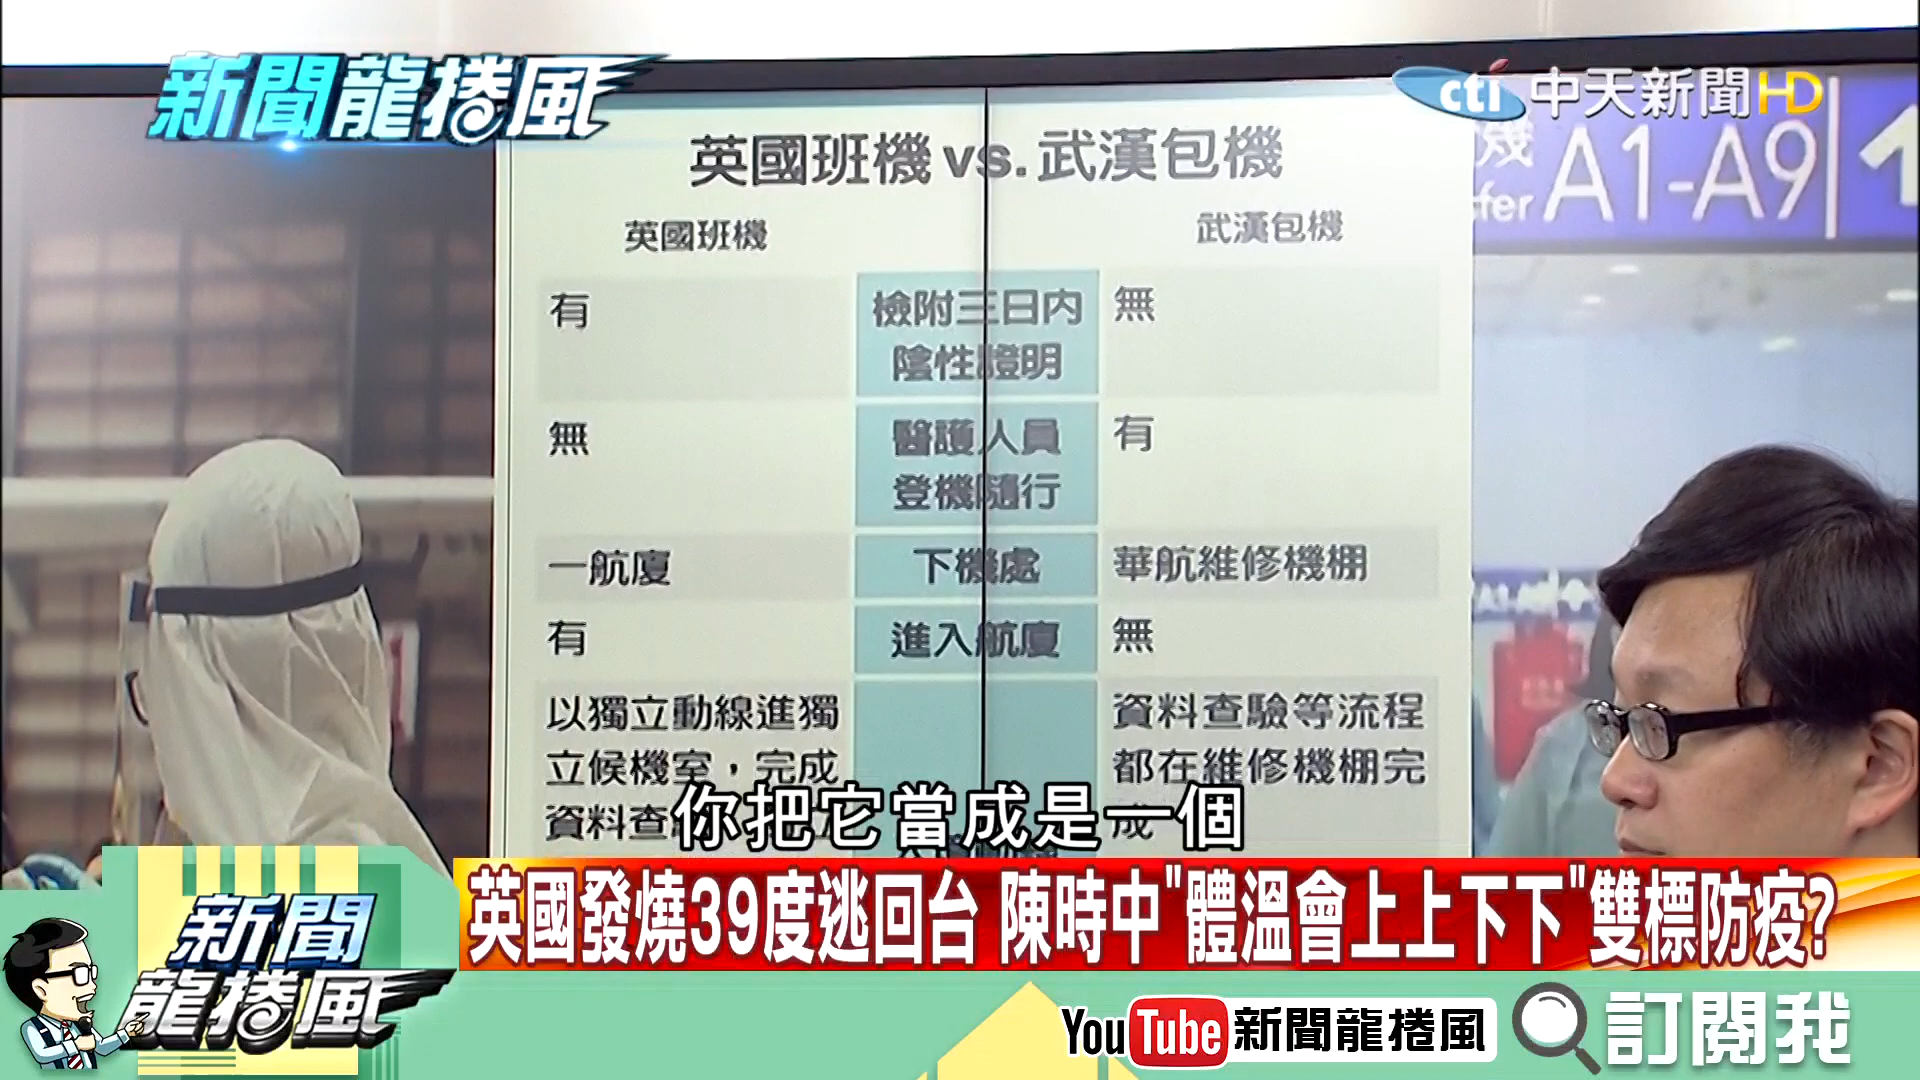 新聞龍捲風
cti 中天新聞HD
機 A1-A9
fer
英國班機 vs. 武漢包機
英國班機
武漢包機
有
檢附三日內
陰性證明
無
無
醫護人員
登機隨行
有
一航廈
下機處
華航維修機棚
有
進入航廈
無
以獨立動線進獨
立候機室，完成
資料查
資料查驗等流程
都在維修機棚完
成
你把它當成是一個
英國發燒39度逃回台 陳時中"體溫會上上下下"雙標防疫?
新聞
龍捲風
YouTube 新聞龍捲風
訂閱我